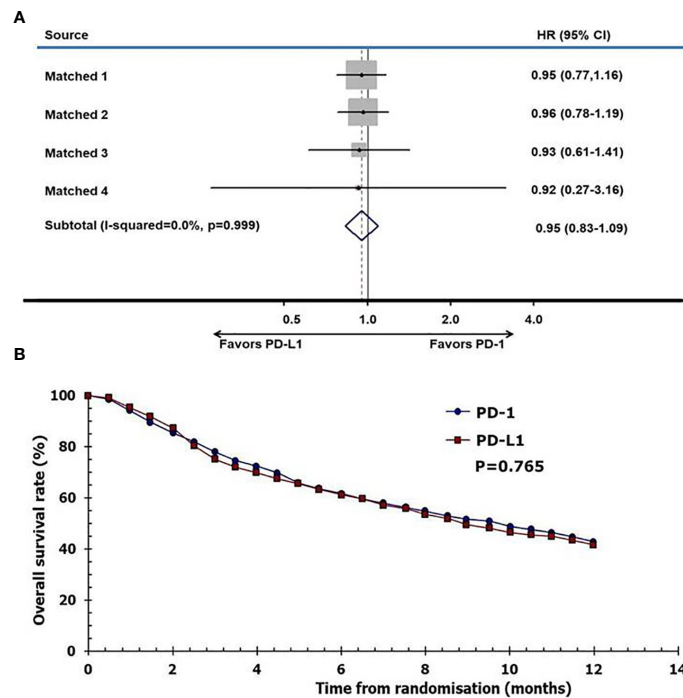 A
Source HR (95% CI)
Matched 1 0.95 (0.77,1.16)
Matched 2 0.96 (0.78-1.19)
Matched 3 0.93 (0.61-1.41)
Matched 4 0.92 (0.27-3.16)
Subtotal (I-squared=0.0%, p=0.999) 0.95 (0.83-1.09)
0.5 1.0 2.0 4.0
Favors PD-L1 Favors PD-1
B
Overall survival rate (%)
100
80
60
40
20
0
PD-1
PD-L1
P=0.765
0 2 4 6 8 10 12 14
Time from randomisation (months)